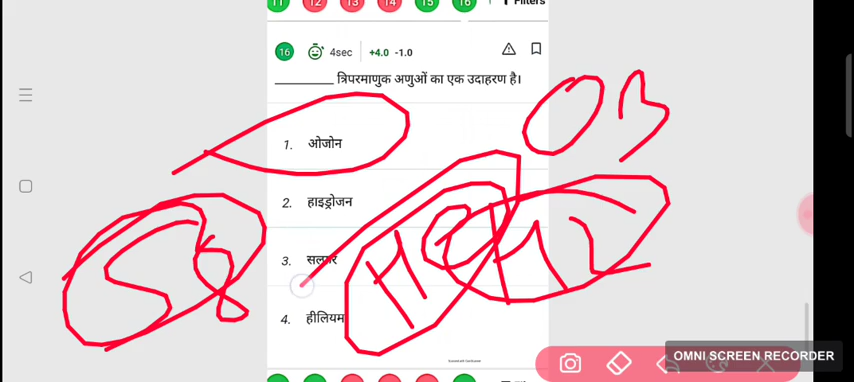 11 12 13 14 15 16 Filters
16 4sec +4.0 -1.0
________ त्रिपरमाणुक अणुओं का एक उदाहरण है।
O3
1. ओजोन
2. हाइड्रोजन
He H2
S8
3. सल्फर
4. हीलियम
OMNI SCREEN RECORDER